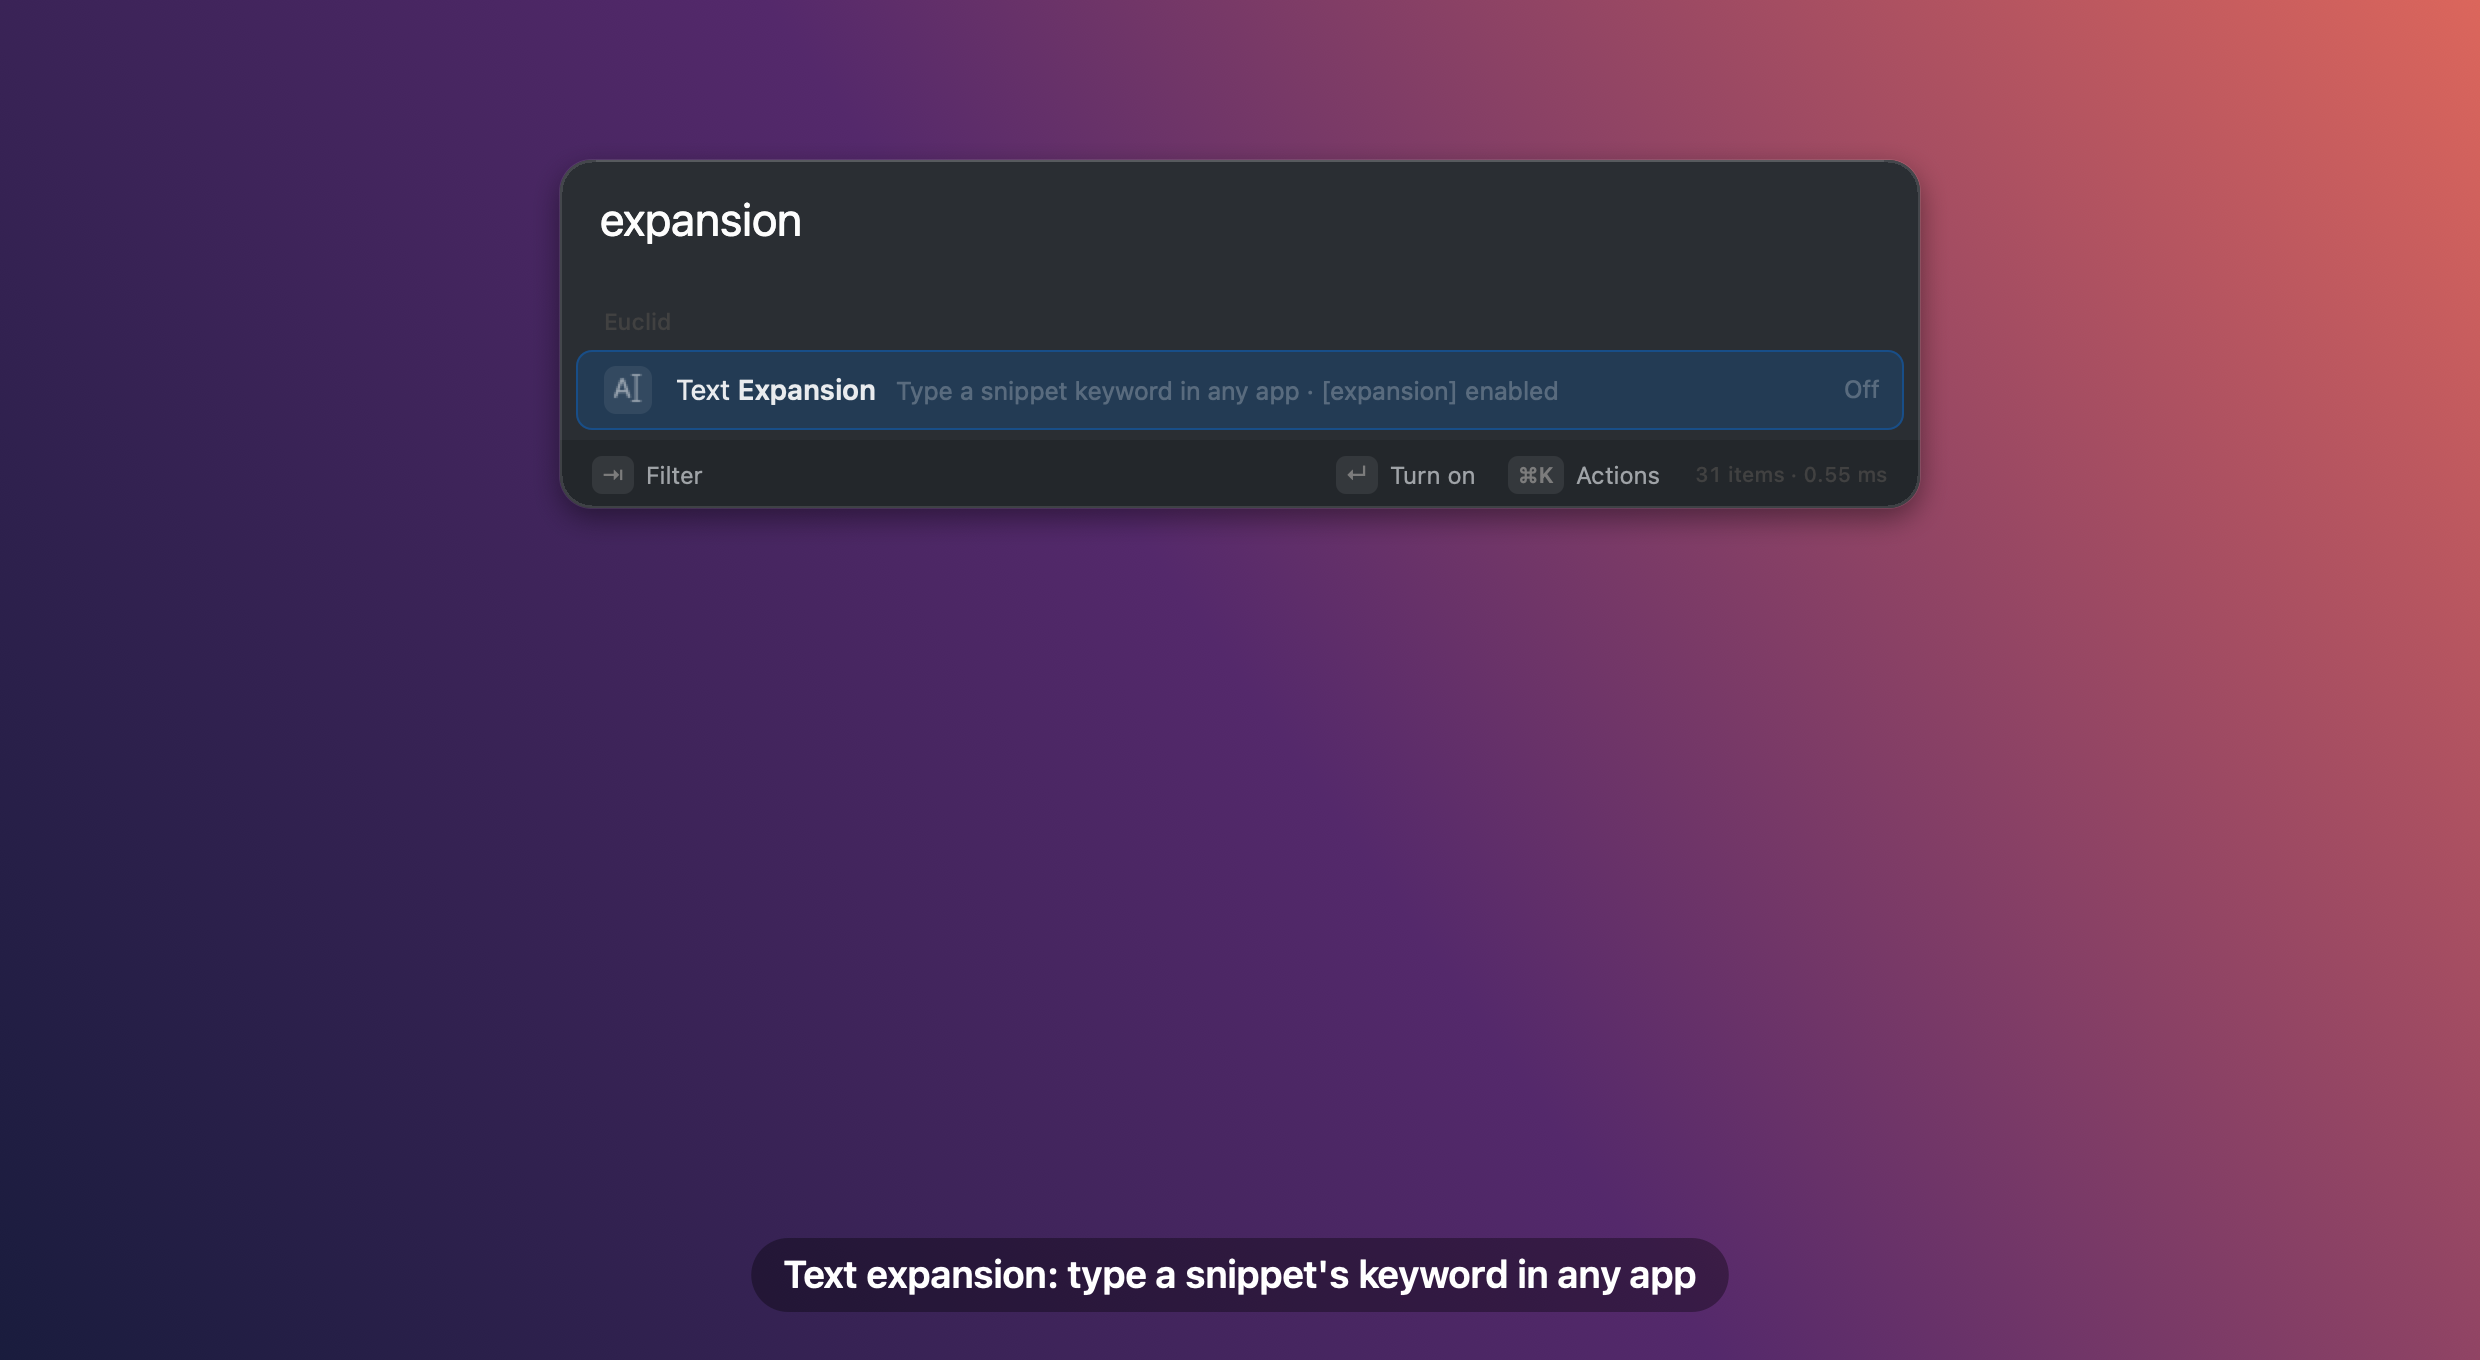 expansion
Euclid
Text Expansion Type a snippet keyword in any app · [expansion] enabled Off
⇥ Filter ↵ Turn on ⌘K Actions 31 items · 0.55 ms
Text expansion: type a snippet's keyword in any app